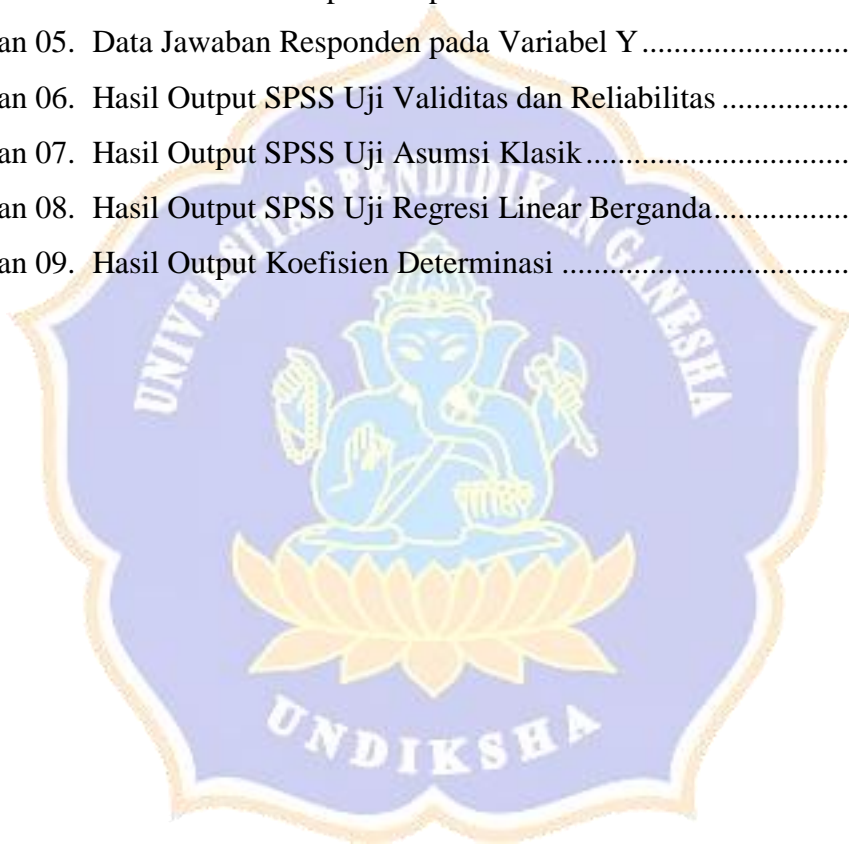 an 05. Data Jawaban Responden pada Variabel Y
an 06. Hasil Output SPSS Uji Validitas dan Reliabilitas
an 07. Hasil Output SPSS Uji Asumsi Klasik
an 08. Hasil Output SPSS Uji Regresi Linear Berganda
an 09. Hasil Output Koefisien Determinasi
UNIVERSITAS PENDIDIKAN GANESHA
UNDIKSHA